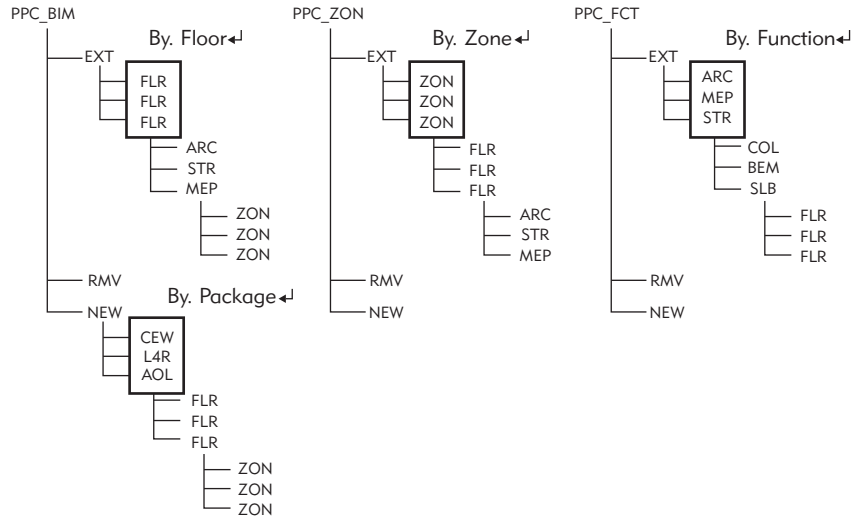 PPC_BIM
By. Floor
EXT
FLR
FLR
FLR
ARC
STR
MEP
ZON
ZON
ZON
RMV
By. Package
NEW
CEW
L4R
AOL
FLR
FLR
FLR
ZON
ZON
ZON
PPC_ZON
By. Zone
EXT
ZON
ZON
ZON
FLR
FLR
FLR
ARC
STR
MEP
RMV
NEW
PPC_FCT
By. Function
EXT
ARC
MEP
STR
COL
BEM
SLB
FLR
FLR
FLR
RMV
NEW